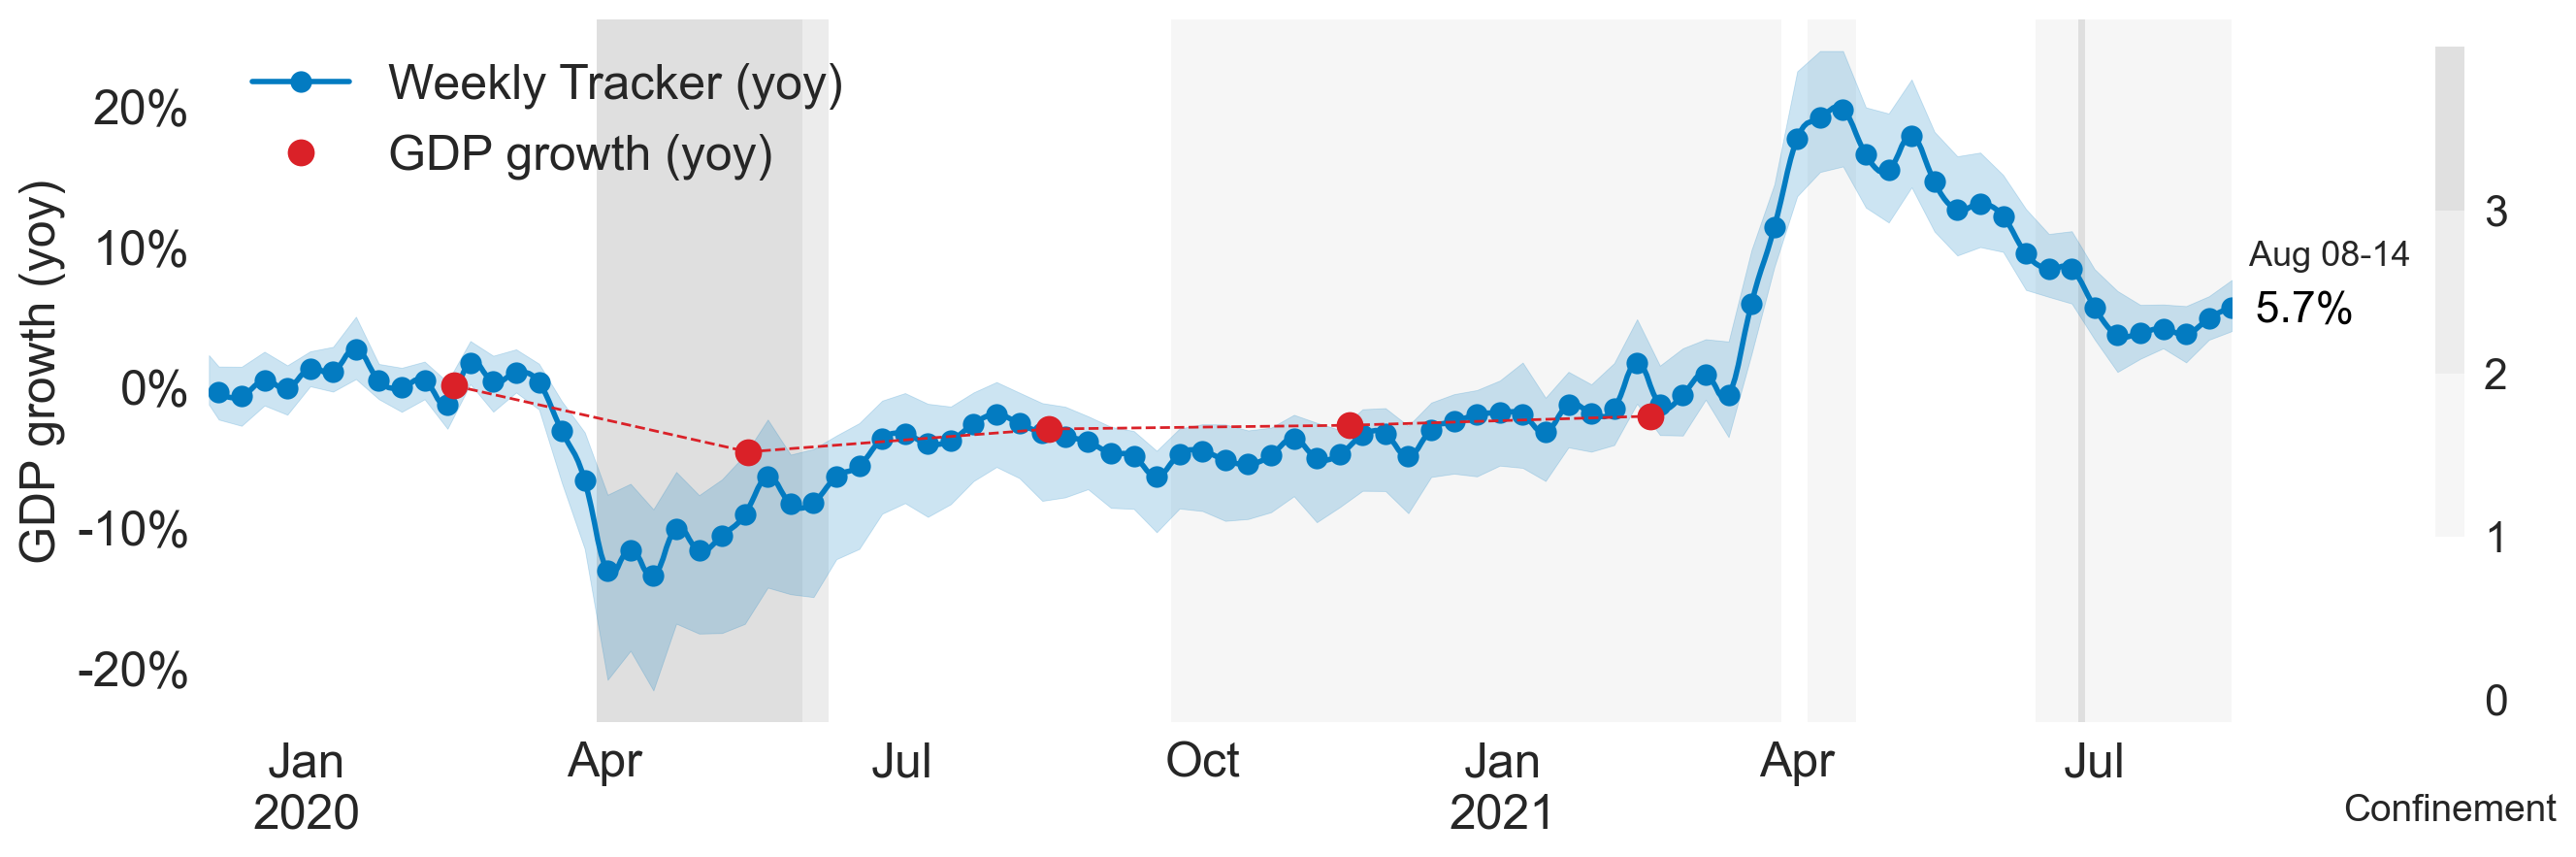 Weekly Tracker (yoy)
GDP growth (yoy)
GDP growth (yoy)
20%
10%
0%
-10%
-20%
Jan
2020
Apr
Jul
Oct
Jan
2021
Apr
Jul
Aug 08-14
5.7%
3
2
1
0
Confinement